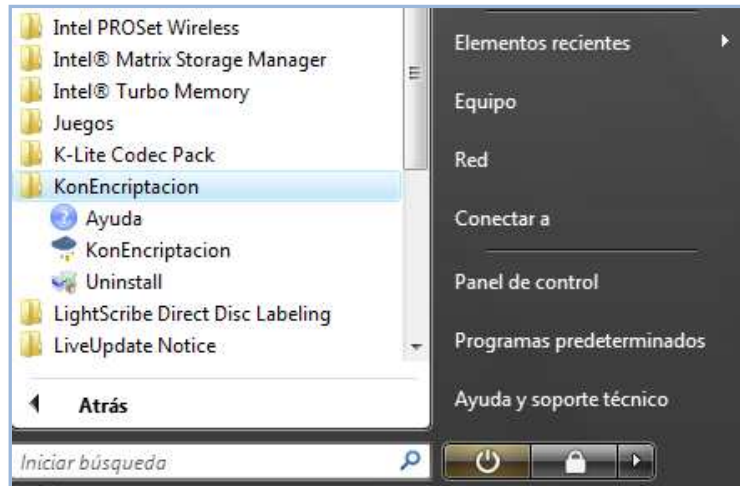 Intel PROSet Wireless
Intel® Matrix Storage Manager
Intel® Turbo Memory
Juegos
K-Lite Codec Pack
KonEncriptacion
Ayuda
KonEncriptacion
Uninstall
LightScribe Direct Disc Labeling
LiveUpdate Notice
Atrás
Iniciar búsqueda
Elementos recientes
Equipo
Red
Conectar a
Panel de control
Programas predeterminados
Ayuda y soporte técnico